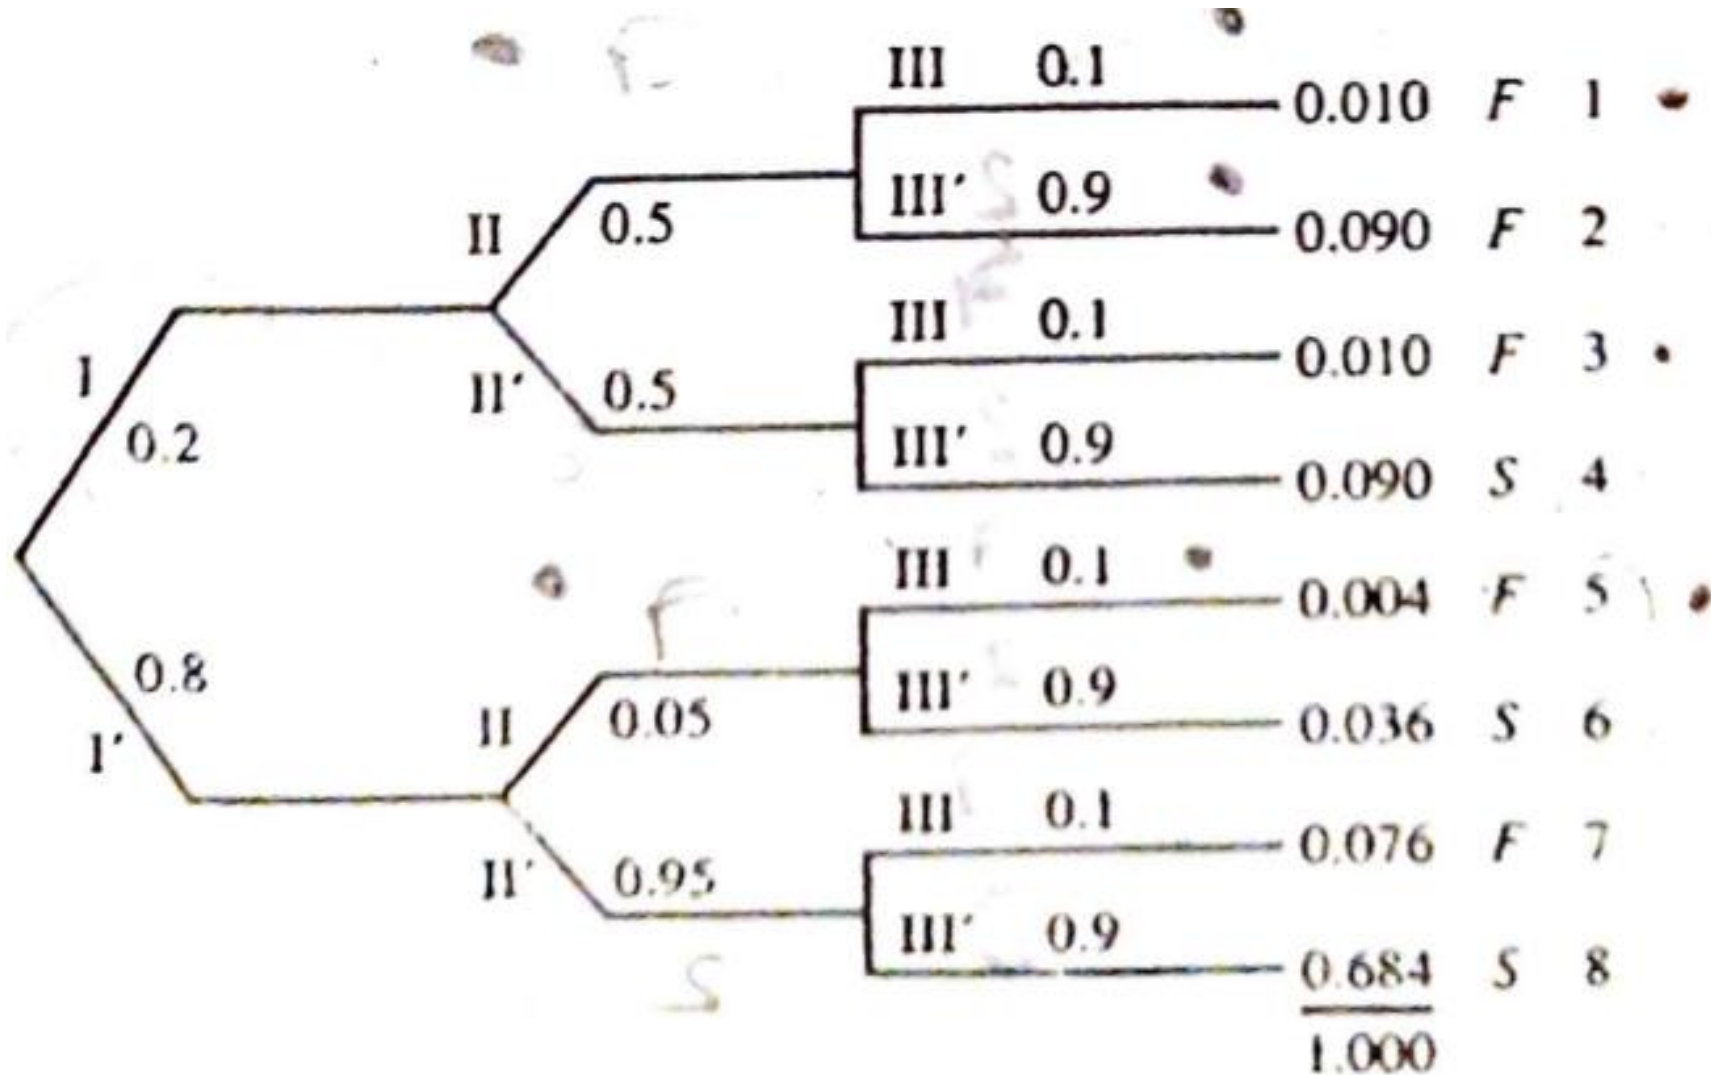 III 0.1 0.010 F 1
III′ 0.9 0.090 F 2
II 0.5
III 0.1 0.010 F 3
II′ 0.5
III′ 0.9 0.090 S 4
I 0.2
III 0.1 0.004 F 5
I′ 0.8
III′ 0.9 0.036 S 6
II 0.05
III 0.1 0.076 F 7
II′ 0.95
III′ 0.9 0.684 S 8
1.000